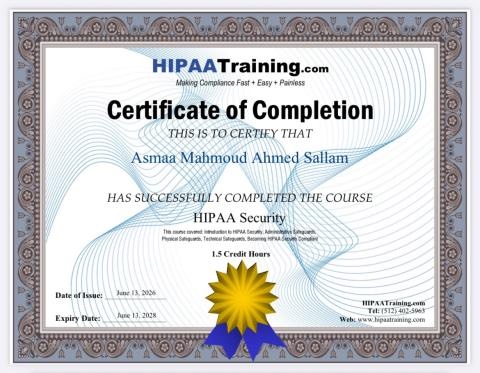 HIPAATraining.com
Making Compliance Fast + Easy + Painless
Certificate of Completion
THIS IS TO CERTIFY THAT
Asmaa Mahmoud Ahmed Sallam
HAS SUCCESSFULLY COMPLETED THE COURSE
HIPAA Security
This course covered: Introduction to HIPAA Security, Administrative Safeguards,
Physical Safeguards, Technical Safeguards, Becoming HIPAA Security Compliant
1.5 Credit Hours
Date of Issue: June 13, 2026
Expiry Date: June 13, 2028
HIPAATraining.com
Tel: (512) 402-5963
Web: www.hipaatraining.com